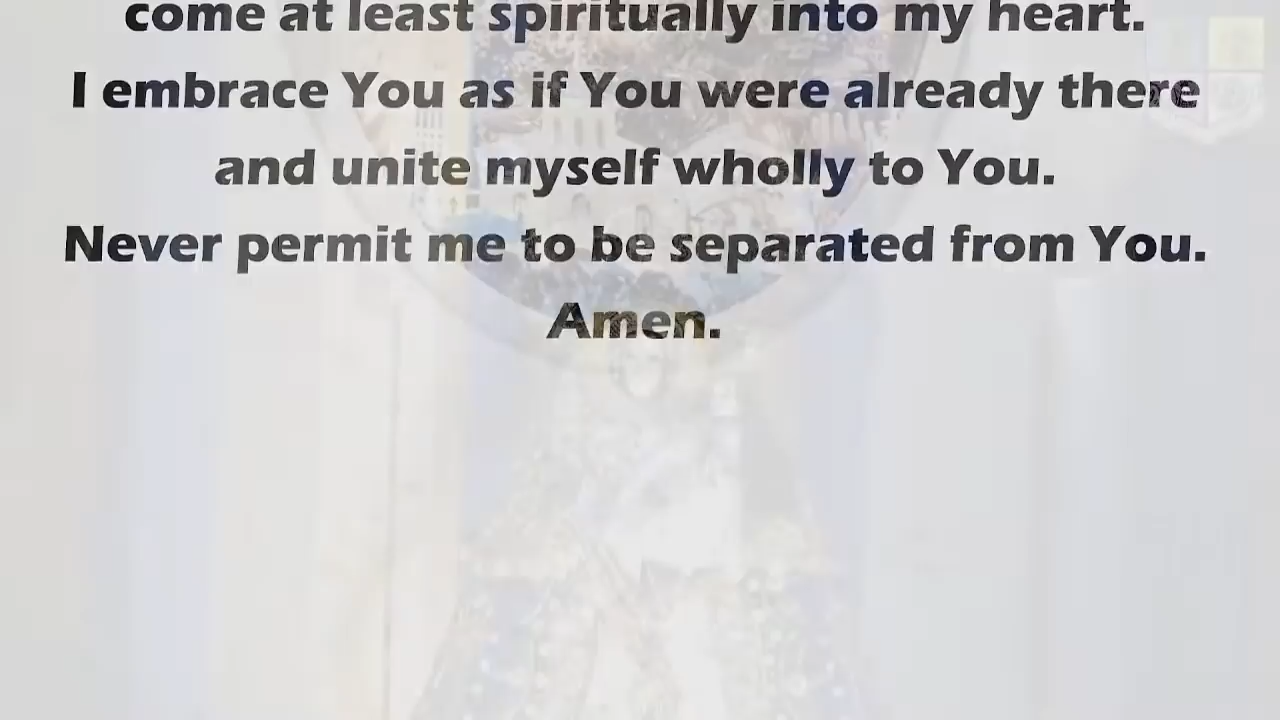 come at least spiritually into my heart.
I embrace You as if You were already there
and unite myself wholly to You.
Never permit me to be separated from You.
Amen.